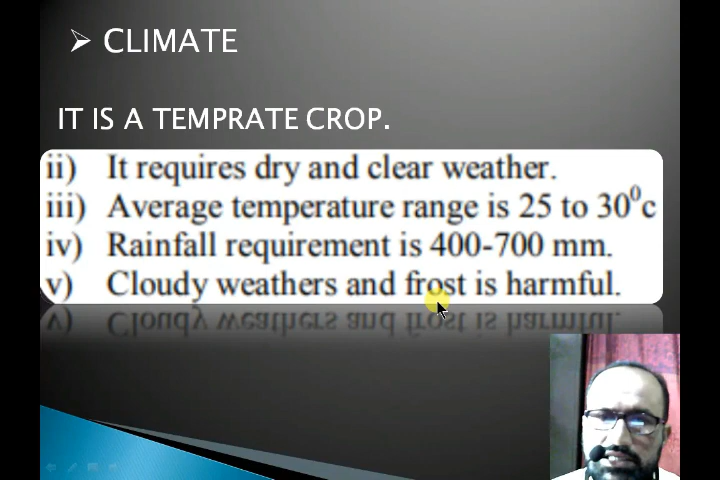 ➢ CLIMATE
IT IS A TEMPRATE CROP.
ii) It requires dry and clear weather.
iii) Average temperature range is 25 to 30⁰c
iv) Rainfall requirement is 400-700 mm.
v) Cloudy weathers and frost is harmful.